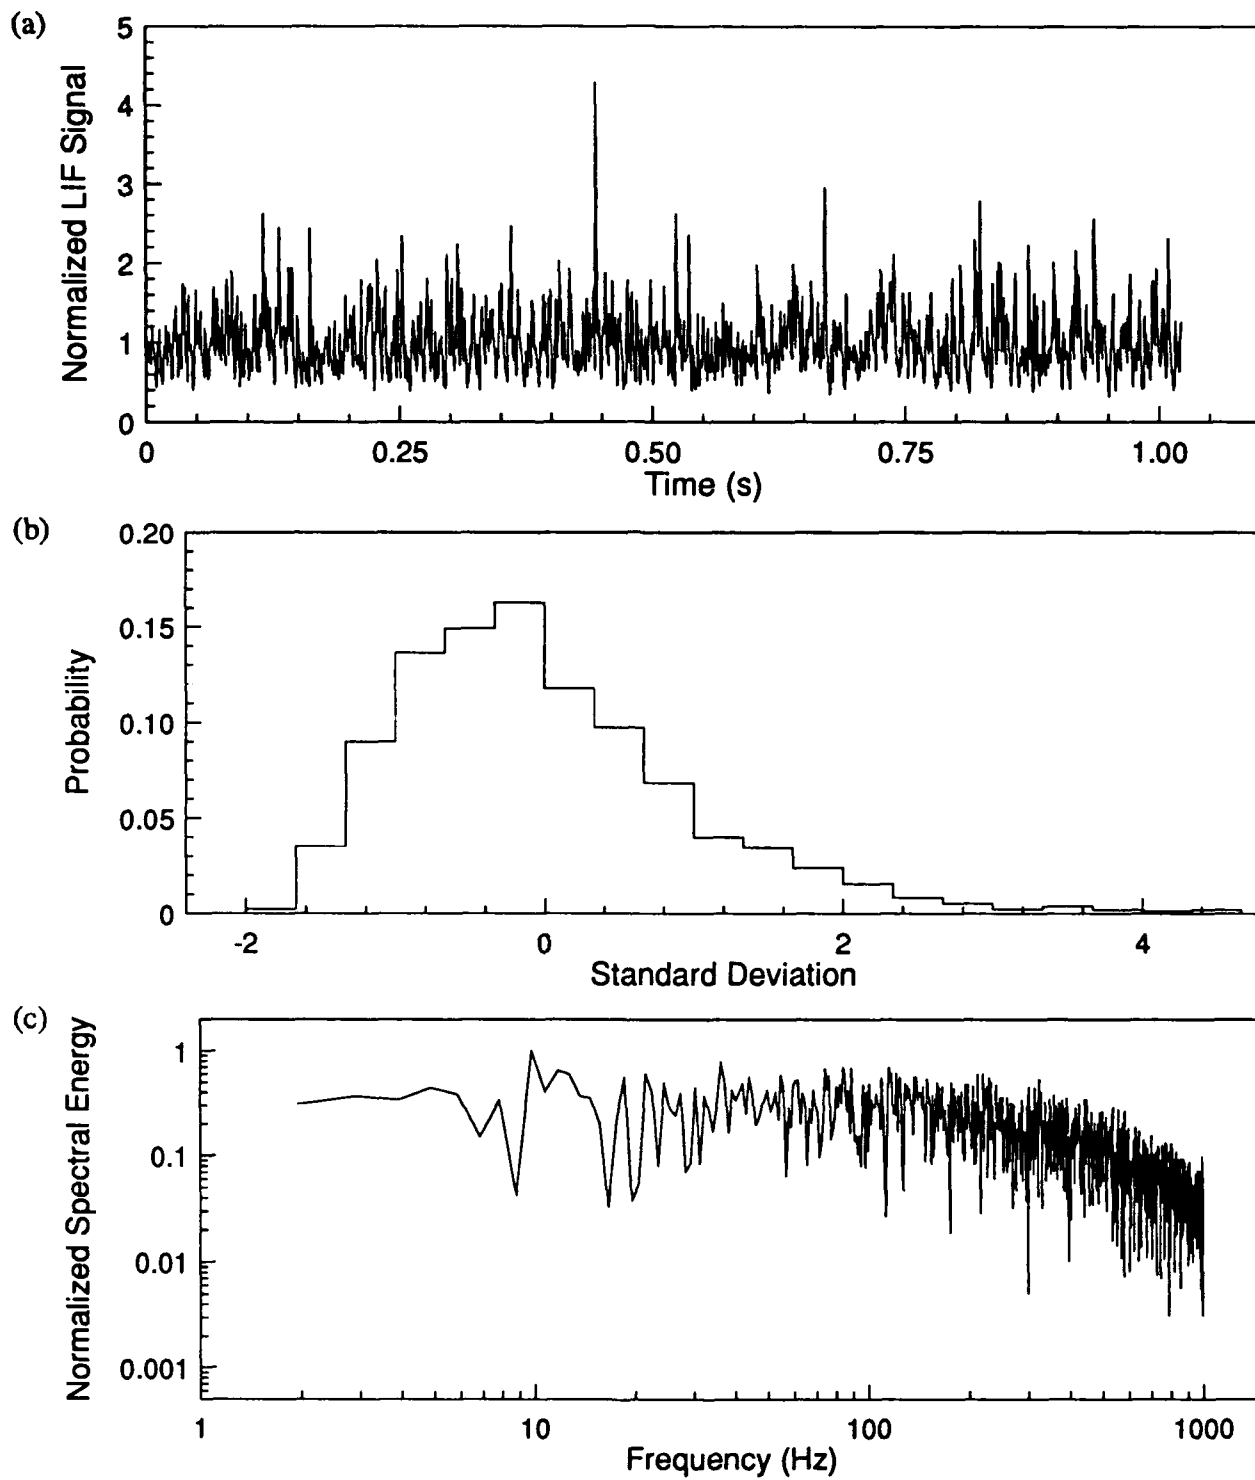 (a)
Normalized LIF Signal
5
4
3
2
1
0
0 0.25 0.50 0.75 1.00
Time (s)
(b)
Probability
0.20
0.15
0.10
0.05
0
-2 0 2 4
Standard Deviation
(c)
Normalized Spectral Energy
1
0.1
0.01
0.001
1 10 100 1000
Frequency (Hz)